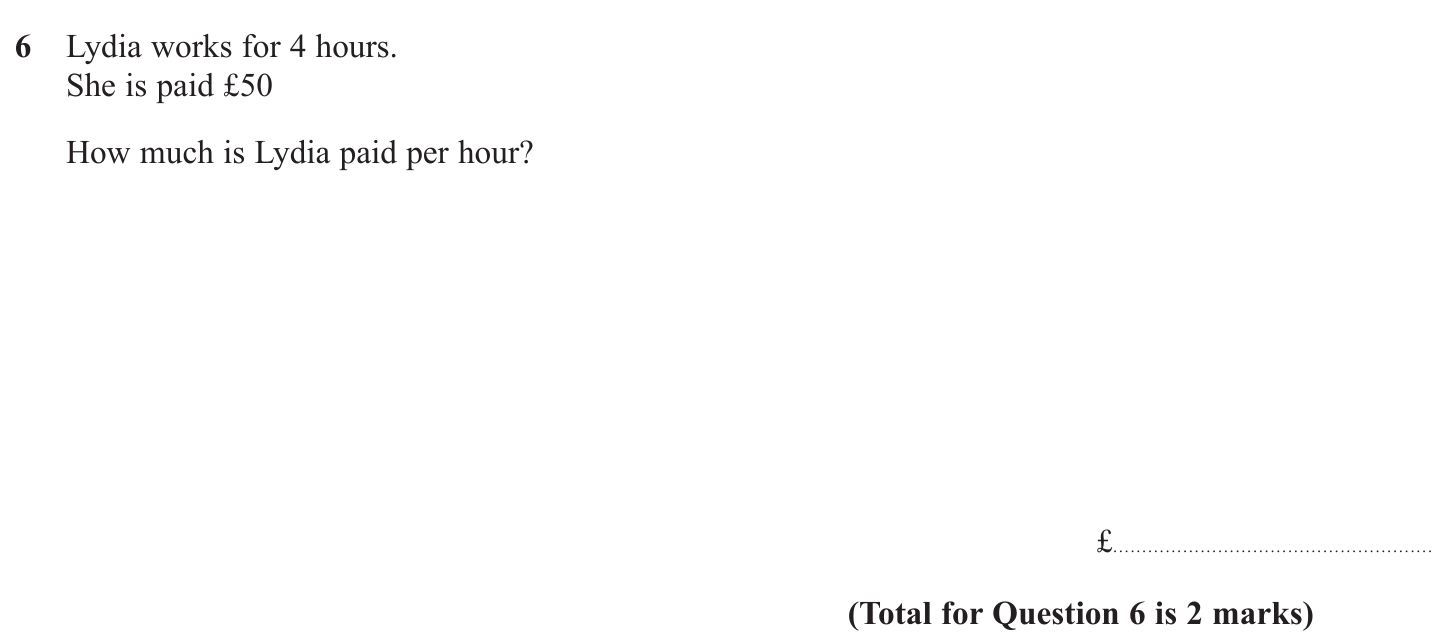 6 Lydia works for 4 hours.
She is paid £50
How much is Lydia paid per hour?
£......................................................
(Total for Question 6 is 2 marks)